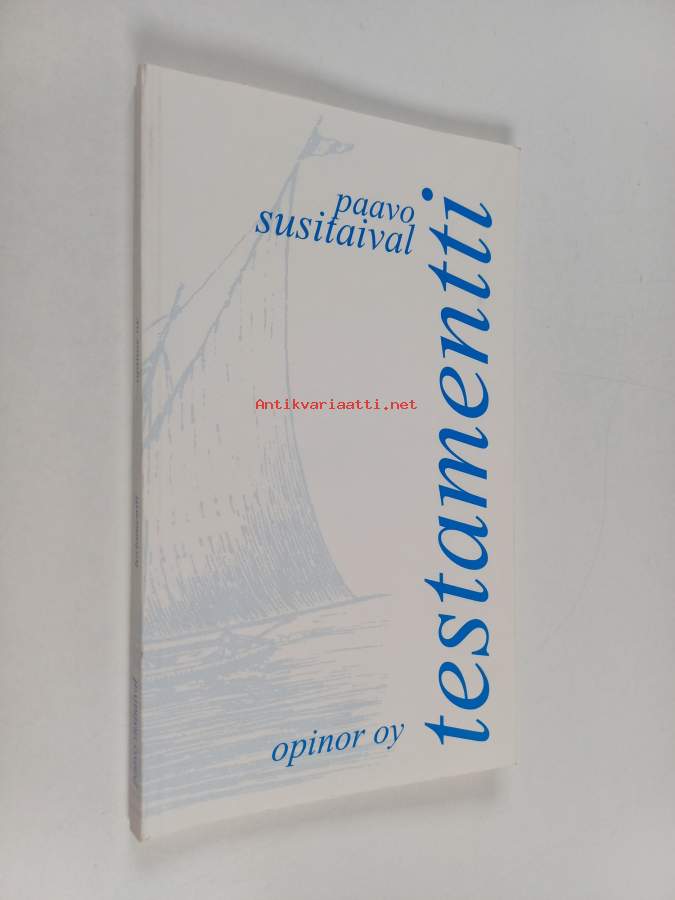 paavo
susitaival
testamentti
Antikvariaatti.net
opinor oy